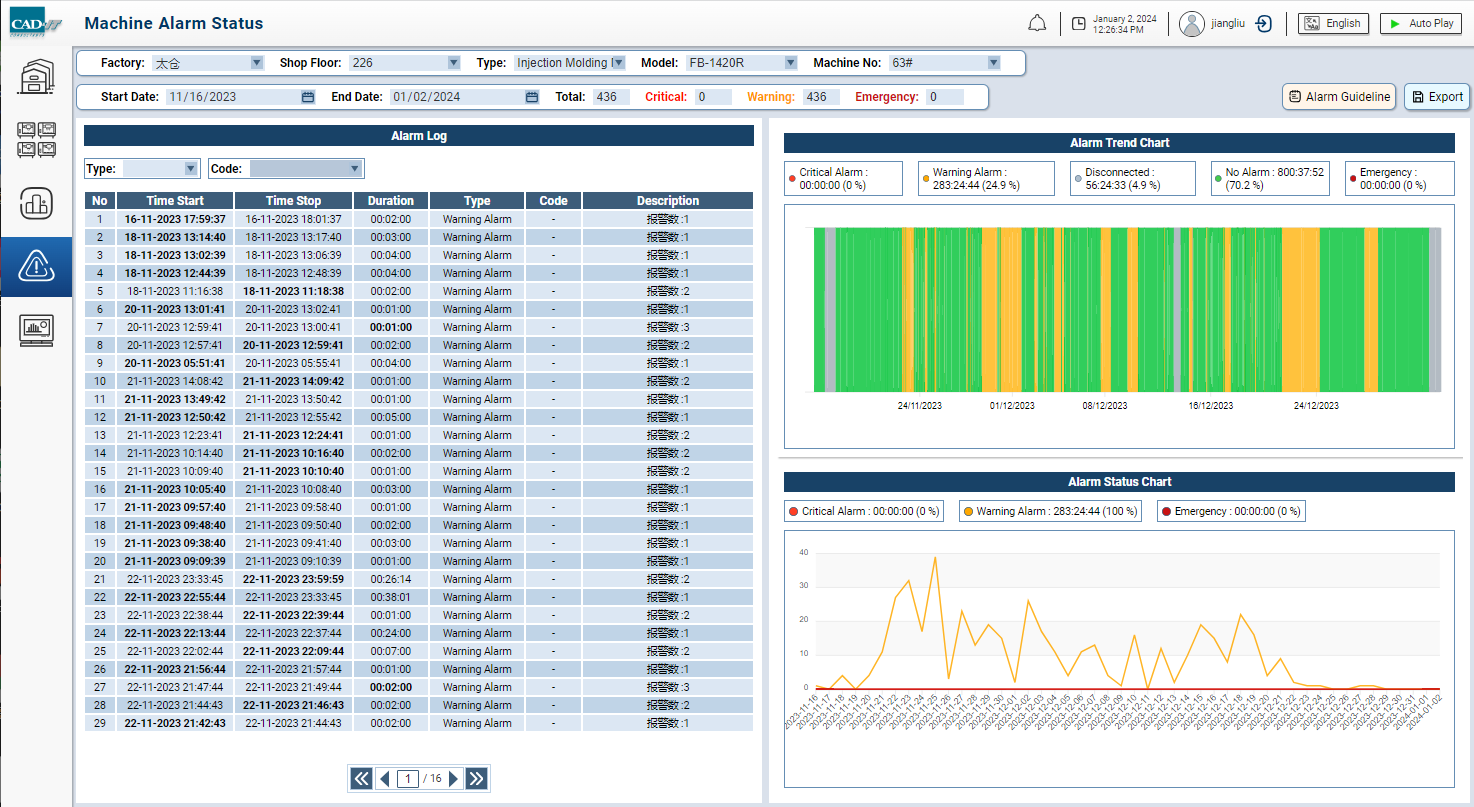 CAD-IT
CONSULTANTS
Machine Alarm Status
January 2, 2024
12:26:34 PM
jiangliu
English
Auto Play
Factory: 太仓 Shop Floor: 226 Type: Injection Molding Model: FB-1420R Machine No: 63#
Start Date: 11/16/2023 End Date: 01/02/2024 Total: 436 Critical: 0 Warning: 436 Emergency: 0
Alarm Guideline
Export
Alarm Log
Type: Code:
No Time Start Time Stop Duration Type Code Description
1 16-11-2023 17:59:37 16-11-2023 18:01:37 00:02:00 Warning Alarm - 报警数:1
2 18-11-2023 13:14:40 18-11-2023 13:17:40 00:03:00 Warning Alarm - 报警数:1
3 18-11-2023 13:02:39 18-11-2023 13:06:39 00:04:00 Warning Alarm - 报警数:1
4 18-11-2023 12:44:39 18-11-2023 12:48:39 00:04:00 Warning Alarm - 报警数:1
5 18-11-2023 11:16:38 18-11-2023 11:18:38 00:02:00 Warning Alarm - 报警数:2
6 20-11-2023 13:01:41 20-11-2023 13:02:41 00:01:00 Warning Alarm - 报警数:1
7 20-11-2023 12:59:41 20-11-2023 13:00:41 00:01:00 Warning Alarm - 报警数:3
8 20-11-2023 12:57:41 20-11-2023 12:59:41 00:02:00 Warning Alarm - 报警数:2
9 20-11-2023 05:51:41 20-11-2023 05:55:41 00:04:00 Warning Alarm - 报警数:1
10 21-11-2023 14:08:42 21-11-2023 14:09:42 00:01:00 Warning Alarm - 报警数:2
11 21-11-2023 13:49:42 21-11-2023 13:50:42 00:01:00 Warning Alarm - 报警数:1
12 21-11-2023 12:50:42 21-11-2023 12:55:42 00:05:00 Warning Alarm - 报警数:1
13 21-11-2023 12:23:41 21-11-2023 12:24:41 00:01:00 Warning Alarm - 报警数:2
14 21-11-2023 10:14:40 21-11-2023 10:16:40 00:02:00 Warning Alarm - 报警数:2
15 21-11-2023 10:09:40 21-11-2023 10:10:40 00:01:00 Warning Alarm - 报警数:2
16 21-11-2023 10:05:40 21-11-2023 10:08:40 00:03:00 Warning Alarm - 报警数:1
17 21-11-2023 09:57:40 21-11-2023 09:58:40 00:01:00 Warning Alarm - 报警数:1
18 21-11-2023 09:48:40 21-11-2023 09:50:40 00:02:00 Warning Alarm - 报警数:1
19 21-11-2023 09:38:40 21-11-2023 09:41:40 00:03:00 Warning Alarm - 报警数:1
20 21-11-2023 09:09:39 21-11-2023 09:10:39 00:01:00 Warning Alarm - 报警数:1
21 22-11-2023 23:33:45 22-11-2023 23:59:59 00:26:14 Warning Alarm - 报警数:2
22 22-11-2023 22:55:44 22-11-2023 23:33:45 00:38:01 Warning Alarm - 报警数:1
23 22-11-2023 22:38:44 22-11-2023 22:39:44 00:01:00 Warning Alarm - 报警数:2
24 22-11-2023 22:13:44 22-11-2023 22:37:44 00:24:00 Warning Alarm - 报警数:1
25 22-11-2023 22:02:44 22-11-2023 22:09:44 00:07:00 Warning Alarm - 报警数:2
26 22-11-2023 21:56:44 22-11-2023 21:57:44 00:01:00 Warning Alarm - 报警数:1
27 22-11-2023 21:47:44 22-11-2023 21:49:44 00:02:00 Warning Alarm - 报警数:3
28 22-11-2023 21:44:43 22-11-2023 21:46:43 00:02:00 Warning Alarm - 报警数:2
29 22-11-2023 21:42:43 22-11-2023 21:44:43 00:02:00 Warning Alarm - 报警数:1
1 / 16
Alarm Trend Chart
Critical Alarm :
00:00:00 (0 %)
Warning Alarm :
283:24:44 (24.9 %)
Disconnected :
56:24:33 (4.9 %)
No Alarm : 800:37:52
(70.2 %)
Emergency :
00:00:00 (0 %)
24/11/2023 01/12/2023 08/12/2023 16/12/2023 24/12/2023
Alarm Status Chart
Critical Alarm : 00:00:00 (0 %)
Warning Alarm : 283:24:44 (100 %)
Emergency : 00:00:00 (0 %)
40
30
20
10
0
2023-11-16
2023-11-17
2023-11-18
2023-11-19
2023-11-20
2023-11-21
2023-11-22
2023-11-23
2023-11-24
2023-11-25
2023-11-26
2023-11-27
2023-11-28
2023-11-29
2023-11-30
2023-12-01
2023-12-02
2023-12-03
2023-12-04
2023-12-05
2023-12-06
2023-12-07
2023-12-08
2023-12-09
2023-12-10
2023-12-11
2023-12-12
2023-12-13
2023-12-14
2023-12-15
2023-12-16
2023-12-17
2023-12-18
2023-12-19
2023-12-20
2023-12-21
2023-12-22
2023-12-23
2023-12-24
2023-12-25
2023-12-26
2023-12-27
2023-12-28
2023-12-29
2023-12-30
2023-12-31
2024-01-01
2024-01-02